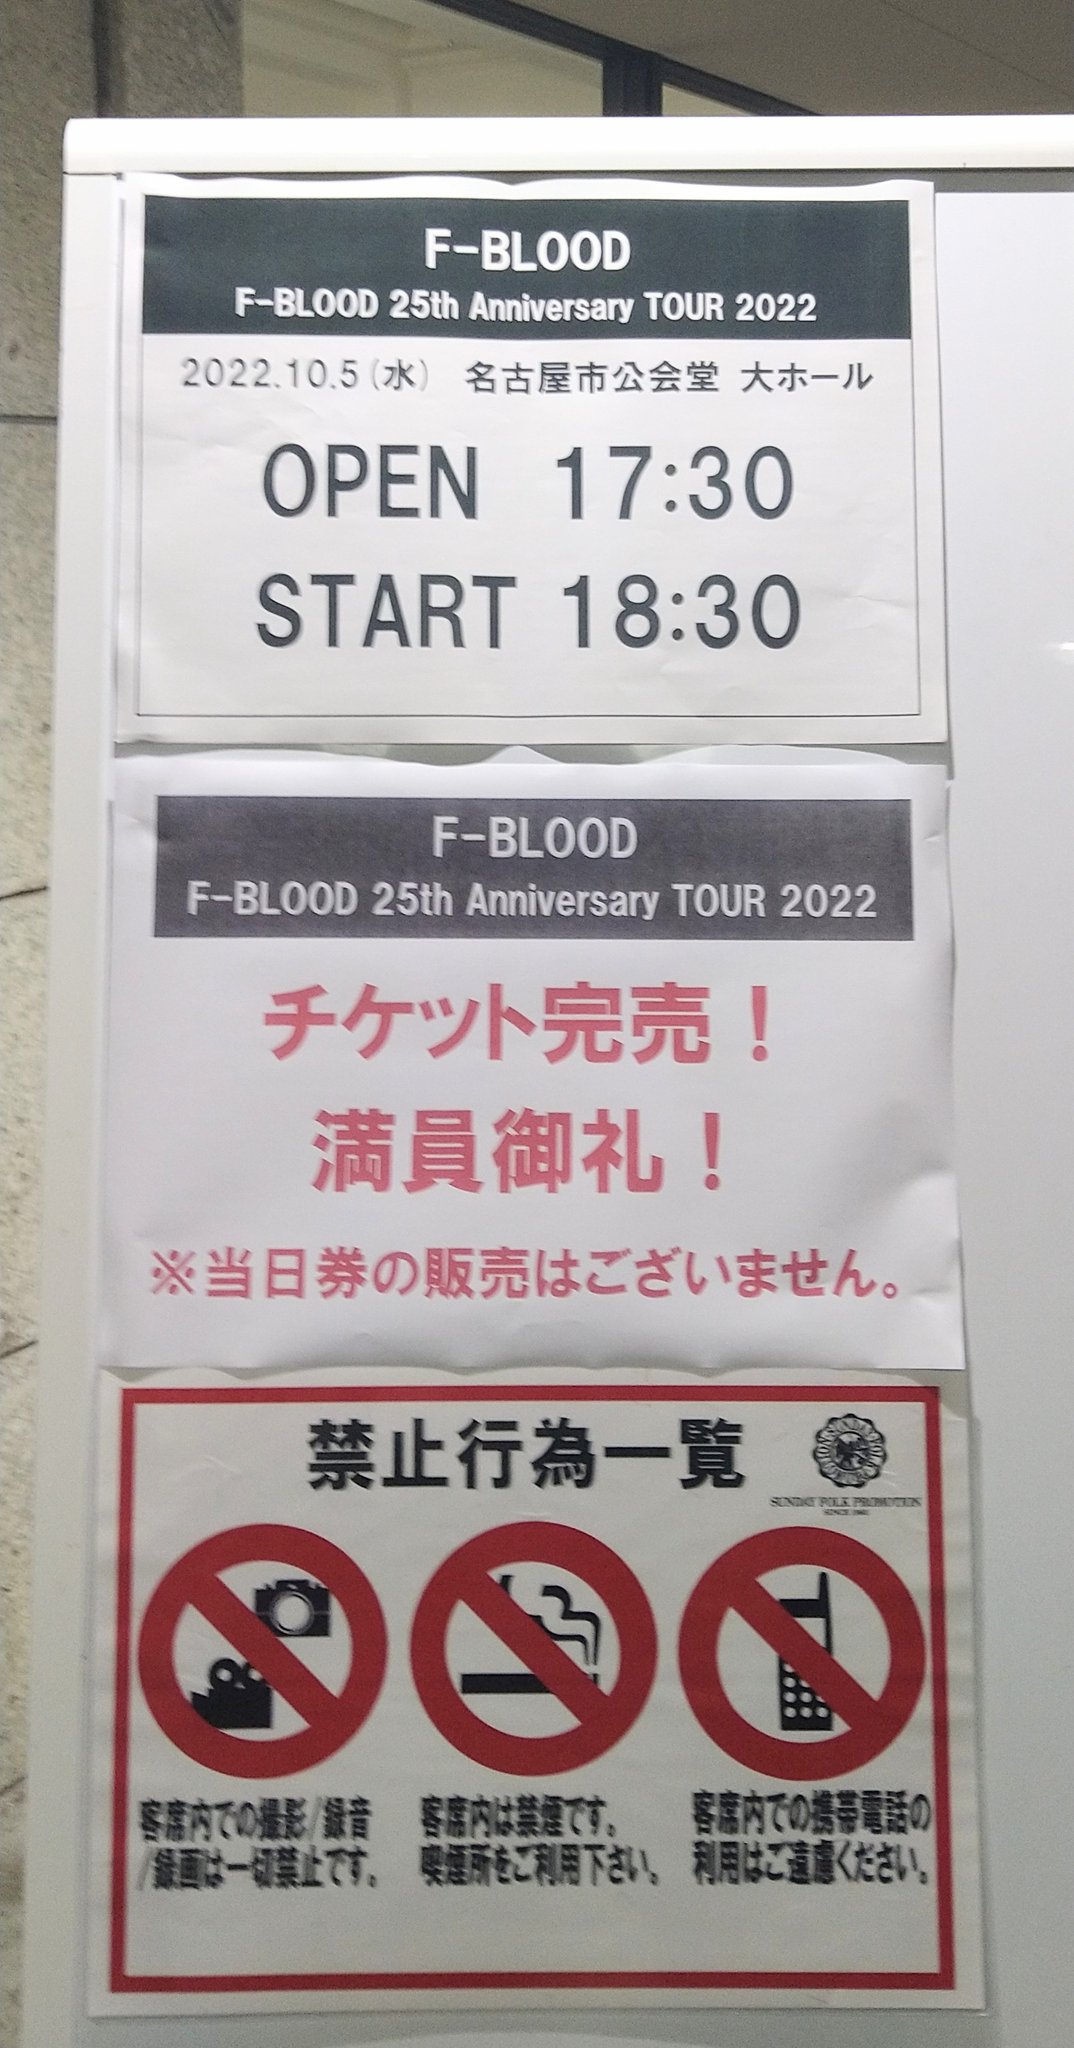 F-BLOOD
F-BLOOD 25th Anniversary TOUR 2022
2022.10.5(水) 名古屋市公会堂 大ホール
OPEN 17:30
START 18:30
F-BLOOD
F-BLOOD 25th Anniversary TOUR 2022
チケット完売！
満員御礼！
※当日券の販売はございません。
禁止行為一覧
SUNDAY FOLK PROMOTION
客席内での撮影/録音
/録画は一切禁止です。
客席内は禁煙です。
喫煙所をご利用下さい。
客席内での携帯電話の
利用はご遠慮ください。